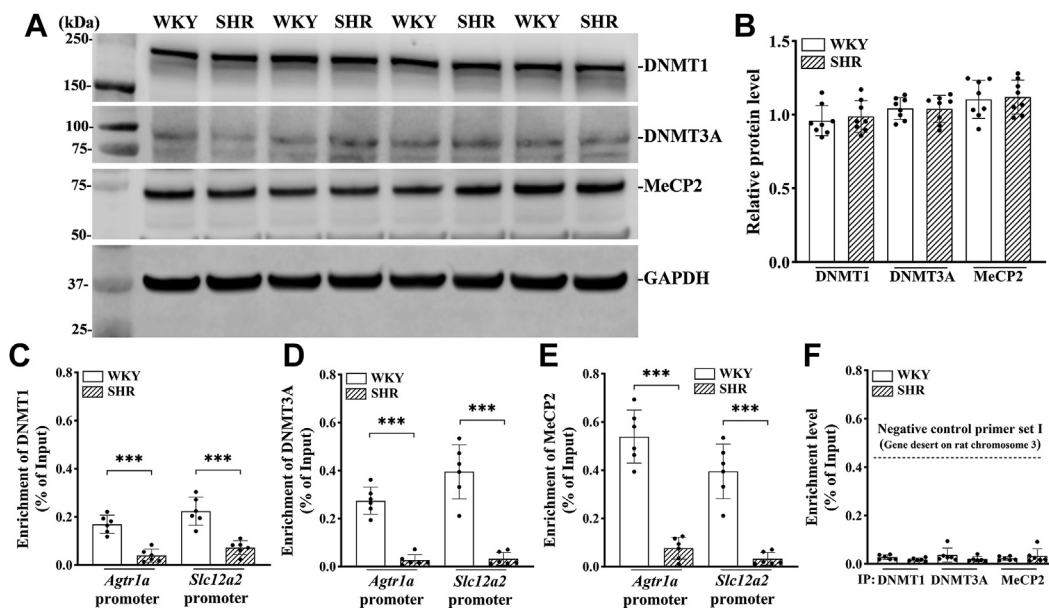 A
(kDa)
WKY SHR WKY SHR WKY SHR WKY SHR
250-
-DNMT1
150-
100-
-DNMT3A
75-
75-
-MeCP2
50-
37-
-GAPDH
25-
B
WKY
SHR
Relative protein level
1.5
1.0
0.5
0.0
DNMT1 DNMT3A MeCP2
C
WKY
SHR
Enrichment of DNMT1
(% of Input)
0.8
0.6
0.4
0.2
0.0
*** ***
Agtr1a Slc12a2
promoter promoter
D
WKY
SHR
Enrichment of DNMT3A
(% of Input)
0.8
0.6
0.4
0.2
0.0
*** ***
Agtr1a Slc12a2
promoter promoter
E
WKY
SHR
Enrichment of MeCP2
(% of Input)
0.8
0.6
0.4
0.2
0.0
*** ***
Agtr1a Slc12a2
promoter promoter
F
WKY
SHR
Enrichment level
(% of Input)
0.8
0.6
0.4
0.2
0.0
Negative control primer set I
(Gene desert on rat chromosome 3)
IP: DNMT1 DNMT3A MeCP2